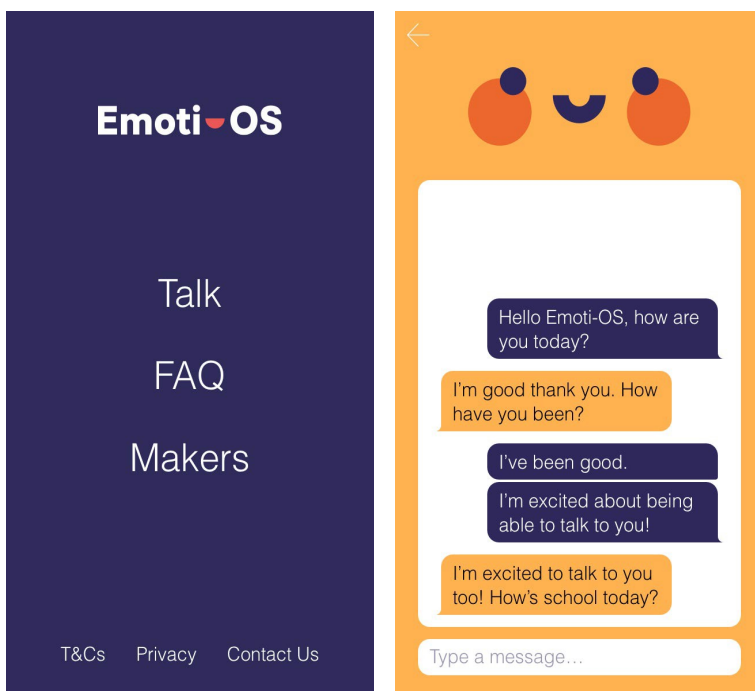 Emoti-OS
Talk
FAQ
Makers
T&Cs Privacy Contact Us
Hello Emoti-OS, how are
you today?
I'm good thank you. How
have you been?
I've been good.
I'm excited about being
able to talk to you!
I'm excited to talk to you
too! How's school today?
Type a message...